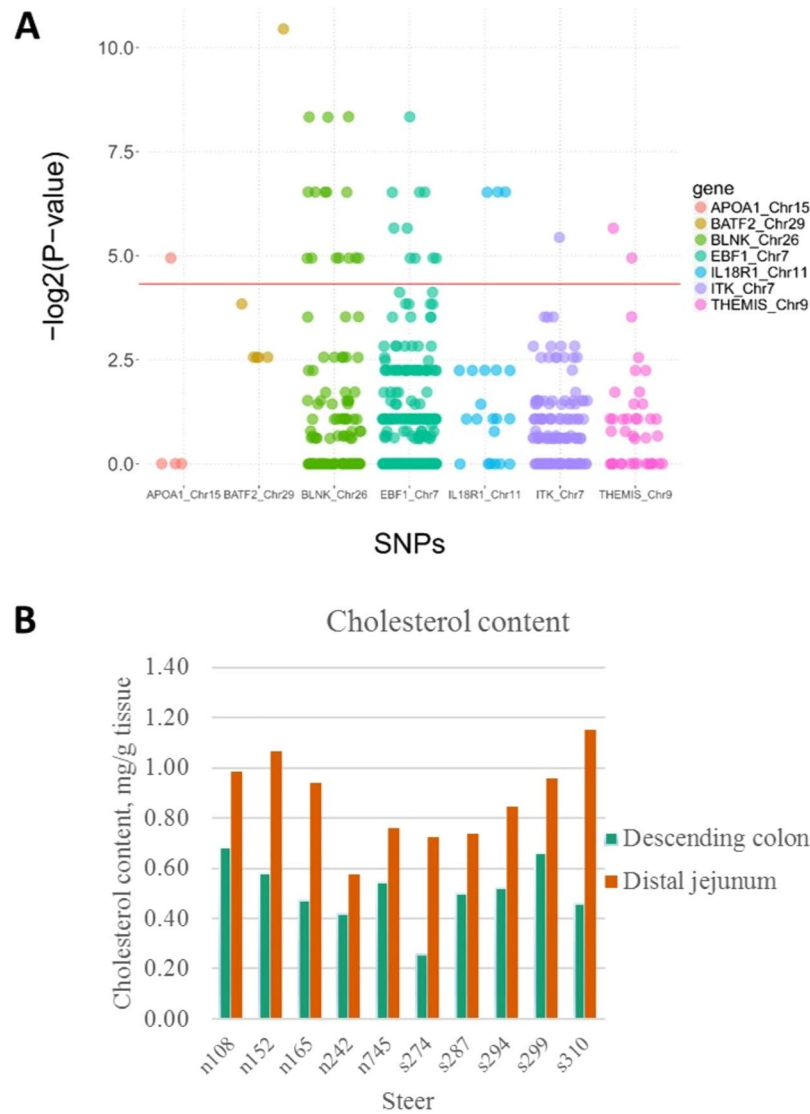 A
−log2(P−value)
10.0
7.5
5.0
2.5
0.0
APOA1_Chr15 BATF2_Chr29 BLNK_Chr26 EBF1_Chr7 IL18R1_Chr11 ITK_Chr7 THEMIS_Chr9
SNPs
gene
APOA1_Chr15
BATF2_Chr29
BLNK_Chr26
EBF1_Chr7
IL18R1_Chr11
ITK_Chr7
THEMIS_Chr9
B
Cholesterol content
Cholesterol content, mg/g tissue
1.40
1.20
1.00
0.80
0.60
0.40
0.20
0.00
n108 n152 n165 n242 n745 s274 s287 s294 s299 s310
Steer
Descending colon
Distal jejunum